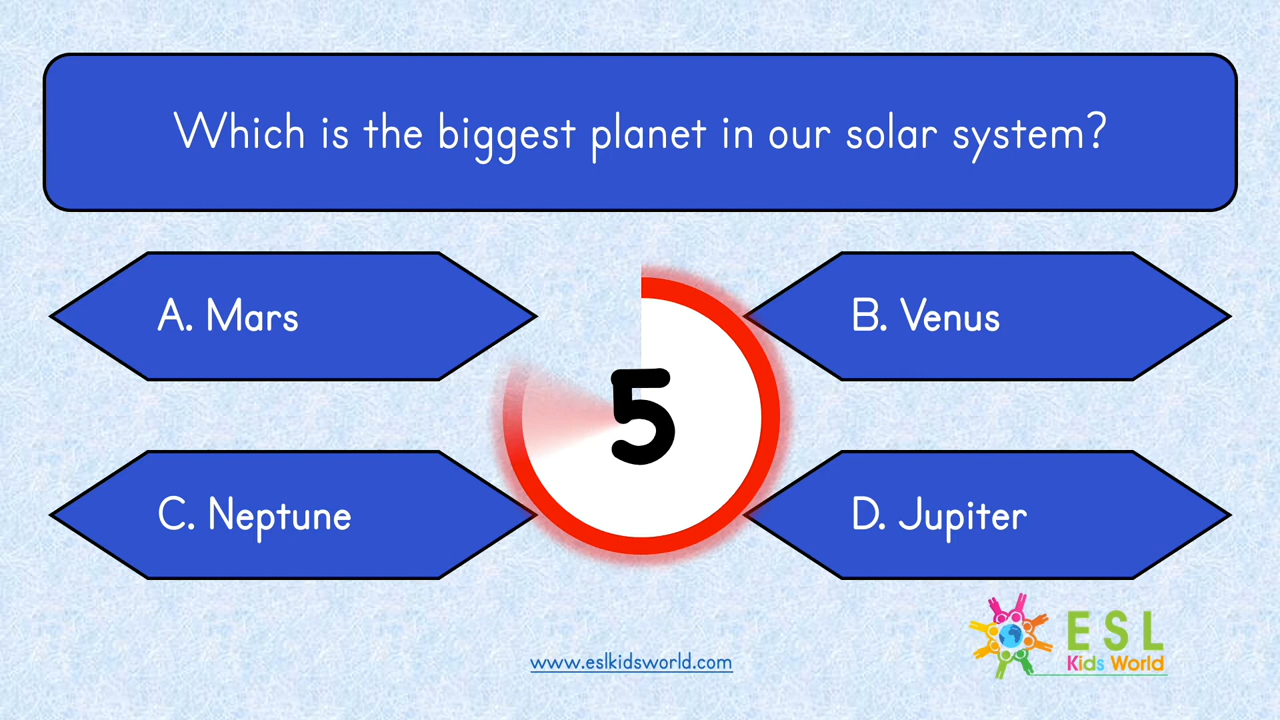 Which is the biggest planet in our solar system?
A. Mars
B. Venus
5
C. Neptune
D. Jupiter
www.eslkidsworld.com
ESL
Kids World